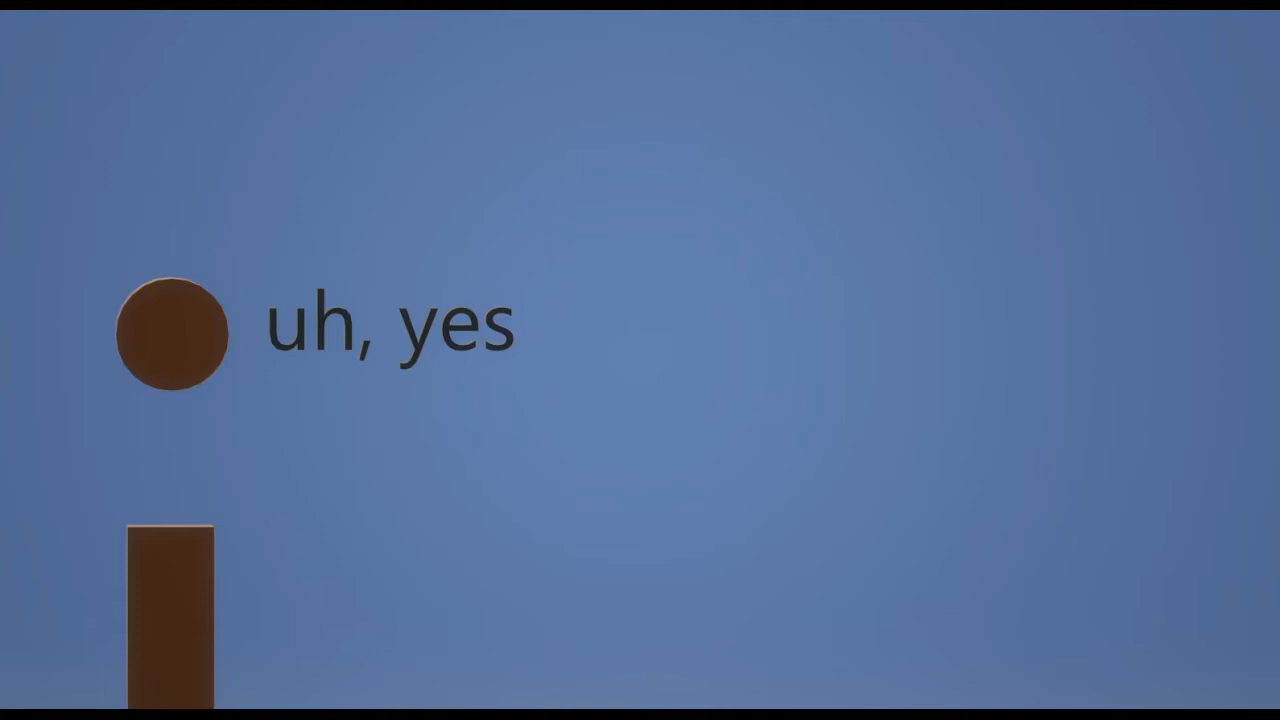 uh, yes